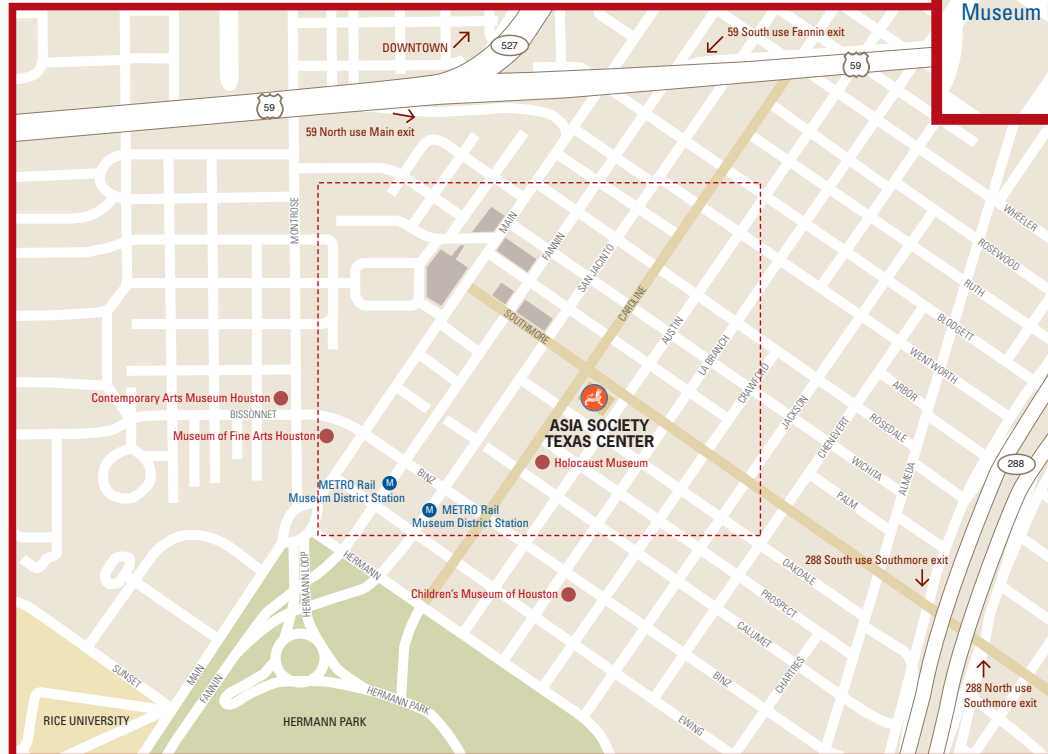 Museum
DOWNTOWN
527
59 South use Fannin exit
59
59
59 North use Main exit
MONTROSE
MAIN
FANNIN
SAN JACINTO
CAROLINE
SOUTHMORE
AUSTIN
LA BRANCH
CRAWFORD
JACKSON
CHENEVERT
ALMEDA
WHEELER
ROSEWOOD
RUTH
BLODGETT
WENTWORTH
ARBOR
ROSEDALE
WICHITA
PALM
Contemporary Arts Museum Houston
BISSONNET
Museum of Fine Arts Houston
ASIA SOCIETY
TEXAS CENTER
Holocaust Museum
BINZ
METRO Rail
Museum District Station
M
M
METRO Rail
Museum District Station
288
HERMANN
HERMANN LOOP
288 South use Southmore exit
OAKDALE
PROSPECT
CALUMET
BINZ
CHARTRES
EWING
Children's Museum of Houston
SUNSET
MAIN
FANNIN
HERMANN PARK
RICE UNIVERSITY
HERMANN PARK
288 North use
Southmore exit